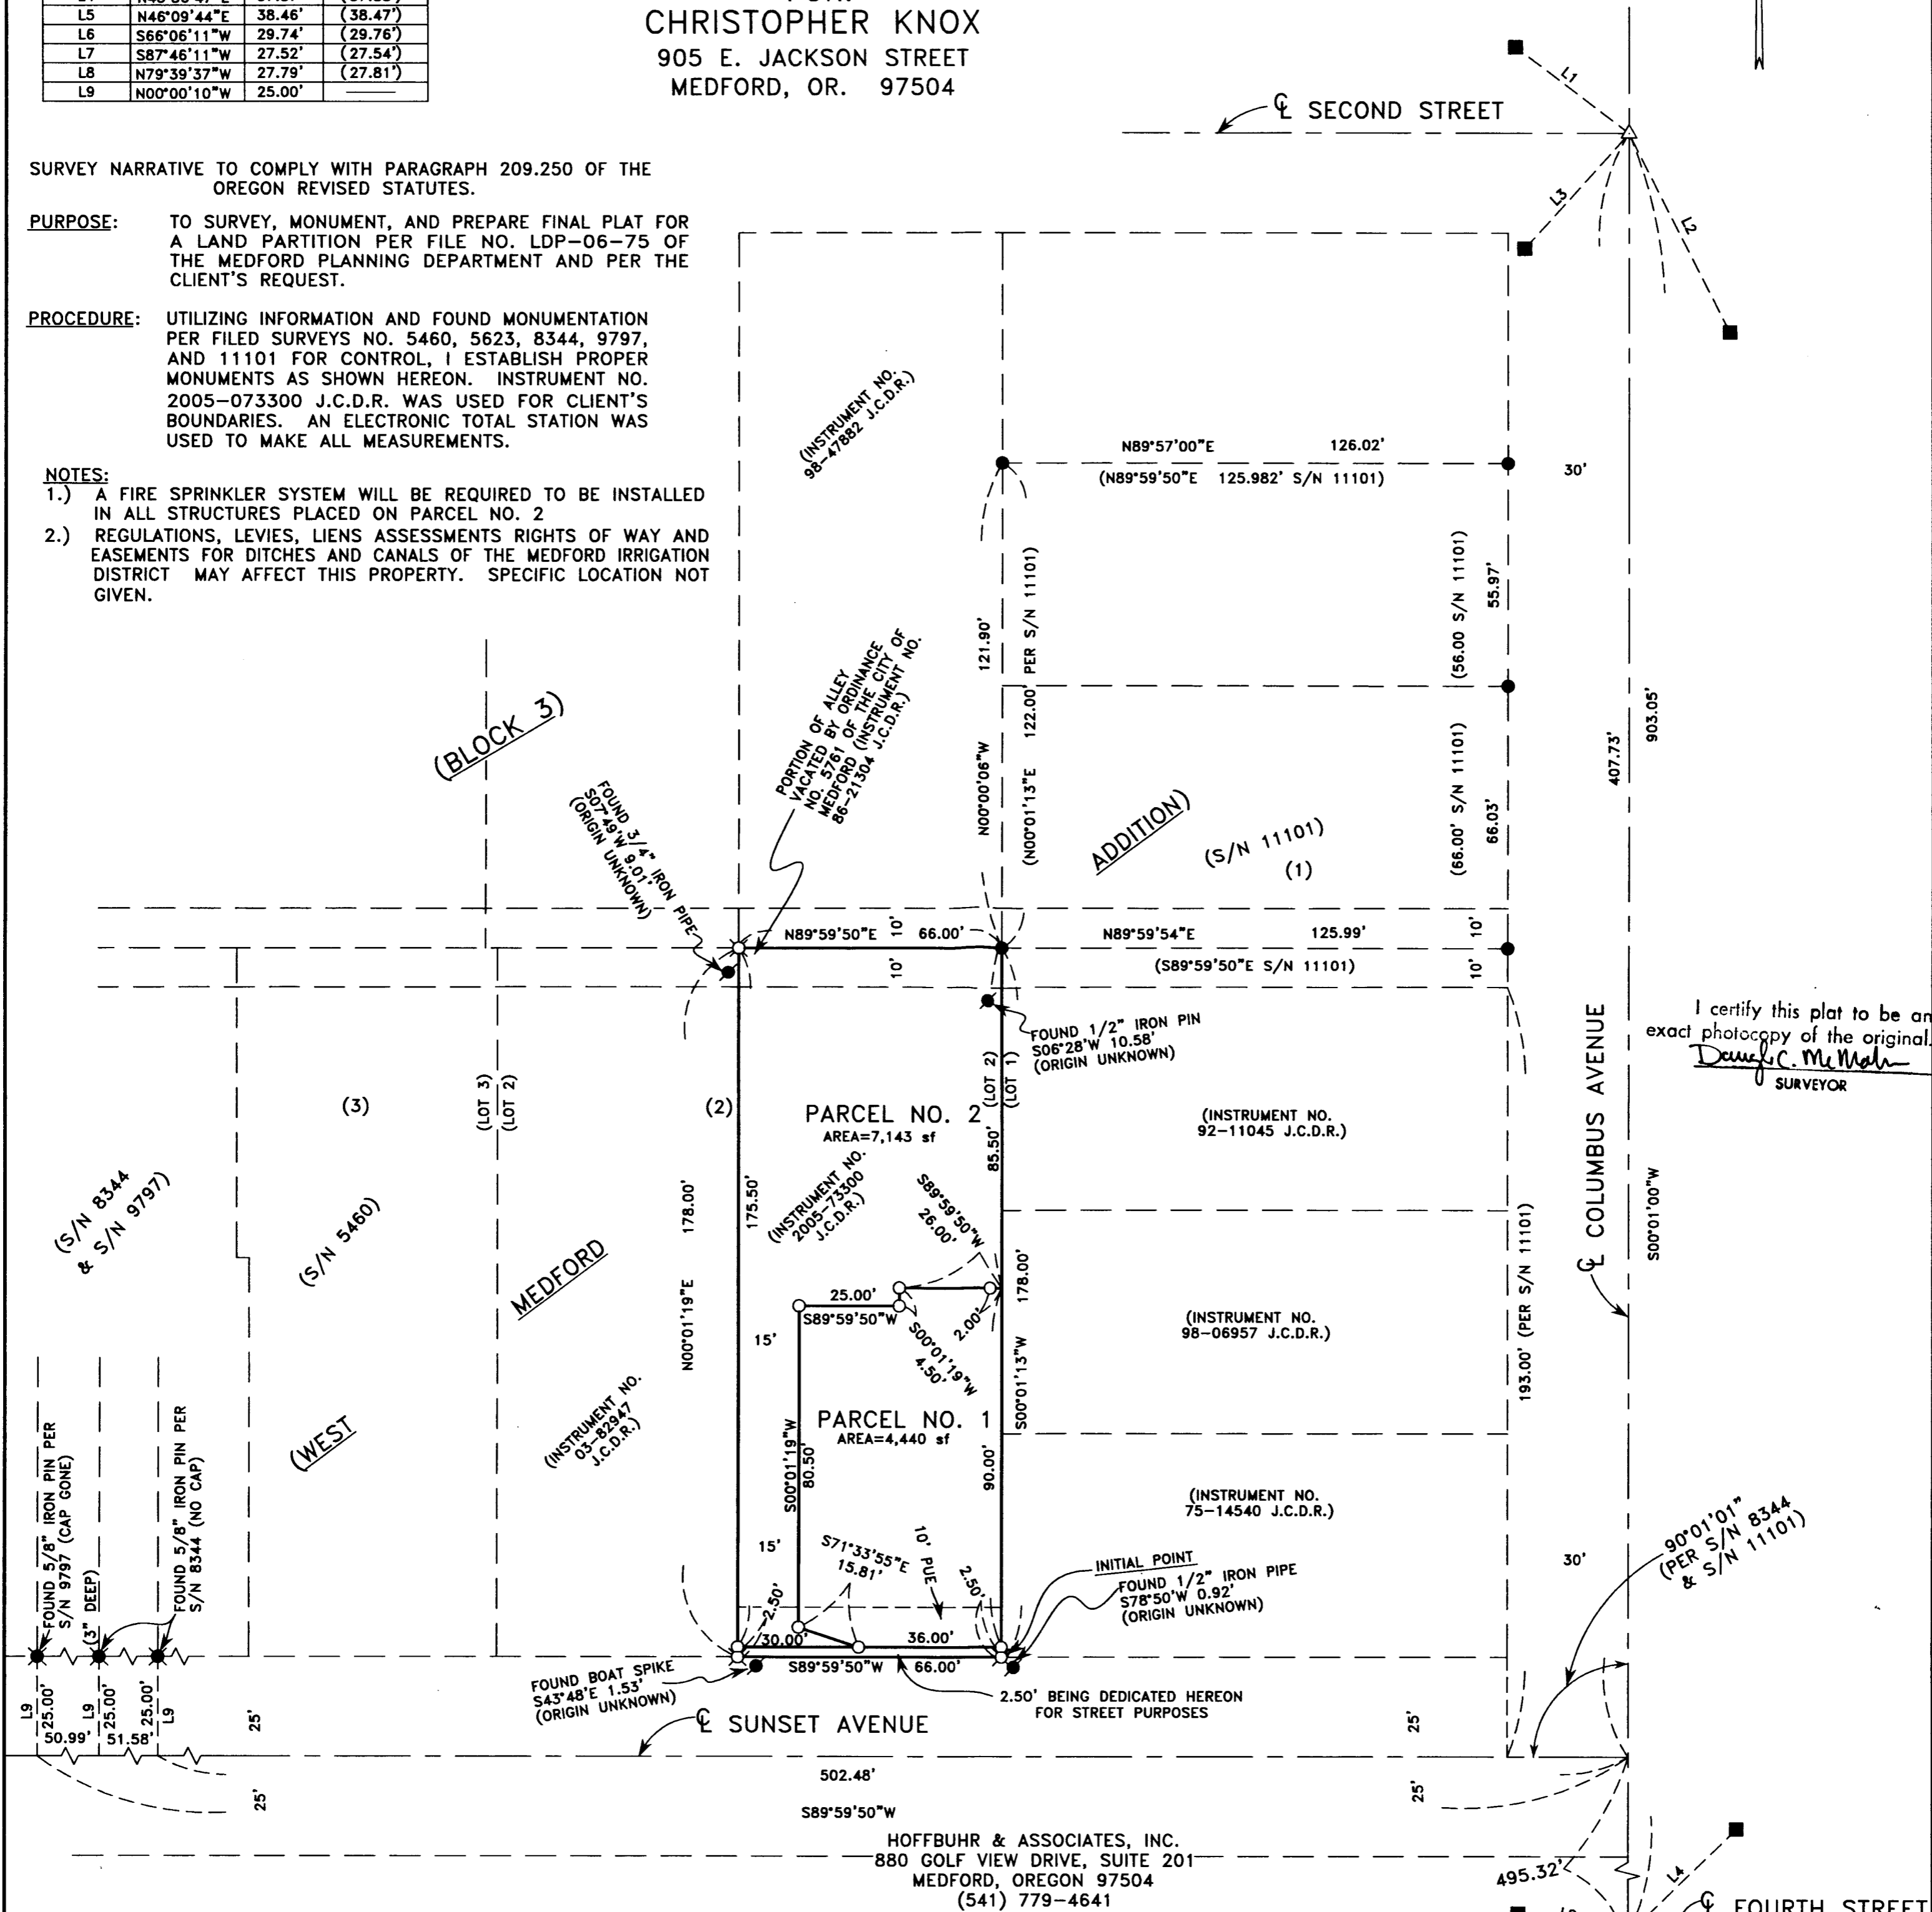 L5 N46°09'44"E 38.46' (38.47')
L6 S66°06'11"W 29.74' (29.76')
L7 S87°46'11"W 27.52' (27.54')
L8 N79°39'37"W 27.79' (27.81')
L9 N00°00'10"W 25.00' ——
CHRISTOPHER KNOX
905 E. JACKSON STREET
MEDFORD, OR. 97504
SURVEY NARRATIVE TO COMPLY WITH PARAGRAPH 209.250 OF THE
OREGON REVISED STATUTES.
PURPOSE: TO SURVEY, MONUMENT, AND PREPARE FINAL PLAT FOR
A LAND PARTITION PER FILE NO. LDP-06-75 OF
THE MEDFORD PLANNING DEPARTMENT AND PER THE
CLIENT'S REQUEST.
PROCEDURE: UTILIZING INFORMATION AND FOUND MONUMENTATION
PER FILED SURVEYS NO. 5460, 5623, 8344, 9797,
AND 11101 FOR CONTROL, I ESTABLISH PROPER
MONUMENTS AS SHOWN HEREON. INSTRUMENT NO.
2005-073300 J.C.D.R. WAS USED FOR CLIENT'S
BOUNDARIES. AN ELECTRONIC TOTAL STATION WAS
USED TO MAKE ALL MEASUREMENTS.
NOTES:
1.) A FIRE SPRINKLER SYSTEM WILL BE REQUIRED TO BE INSTALLED
IN ALL STRUCTURES PLACED ON PARCEL NO. 2
2.) REGULATIONS, LEVIES, LIENS ASSESSMENTS RIGHTS OF WAY AND
EASEMENTS FOR DITCHES AND CANALS OF THE MEDFORD IRRIGATION
DISTRICT MAY AFFECT THIS PROPERTY. SPECIFIC LOCATION NOT
GIVEN.
℄ SECOND STREET
L1
L3
L2
(INSTRUMENT NO.
98-47882 J.C.D.R.)
N89°57'00"E 126.02'
(N89°59'50"E 125.982' S/N 11101)
30'
121.90'
N00°00'06"W
(N00°01'13"E 122.00' PER S/N 11101)
(56.00 S/N 11101)
55.97'
(66.00' S/N 11101)
66.03'
407.73'
903.05'
PORTION OF ALLEY
VACATED BY ORDINANCE
NO. 5761 OF THE CITY OF
MEDFORD (INSTRUMENT NO.
86-21304 J.C.D.R.)
(BLOCK 3)
FOUND 3/4" IRON PIPE
S07°49'W 9.01'
(ORIGIN UNKNOWN)
ADDITION)
(S/N 11101)
(1)
N89°59'50"E 10' 66.00'
10'
N89°59'54"E 125.99' 10'
(S89°59'50"E S/N 11101) 10'
FOUND 1/2" IRON PIN
S06°28'W 10.58'
(ORIGIN UNKNOWN)
I certify this plat to be an
exact photocopy of the original.
SURVEYOR
(3)
(LOT 3)
(LOT 2)
(2)
(LOT 2)
(LOT 1)
PARCEL NO. 2
AREA=7,143 sf
85.50'
(INSTRUMENT NO.
2005-73300
J.C.D.R.)
S89°59'50"W
26.00'
(INSTRUMENT NO.
92-11045 J.C.D.R.)
(S/N 8344
& S/N 9797)
(S/N 5460)
MEDFORD
178.00'
N00°01'19"E
175.50'
25.00'
S89°59'50"W
S00°01'19"W
4.50'
2.00'
178.00'
S00°01'13"W
(INSTRUMENT NO.
98-06957 J.C.D.R.)
193.00' (PER S/N 11101)
℄ COLUMBUS AVENUE
S00°01'00"W
15'
PARCEL NO. 1
AREA=4,440 sf
S00°01'19"W
80.50'
90.00'
(WEST
(INSTRUMENT NO.
03-82947
J.C.D.R.)
(INSTRUMENT NO.
75-14540 J.C.D.R.)
90°01'01"
(PER S/N 8344
& S/N 11101)
30'
FOUND 5/8" IRON PIN PER
S/N 9797 (CAP GONE)
(3" DEEP)
FOUND 5/8" IRON PIN PER
S/N 8344 (NO CAP)
15'
S71°33'55"E
15.81'
10' PUE
2.50'
2.50'
INITIAL POINT
FOUND 1/2" IRON PIPE
S78°50'W 0.92'
(ORIGIN UNKNOWN)
30.00' 36.00'
S89°59'50"W 66.00'
FOUND BOAT SPIKE
S43°48'E 1.53'
(ORIGIN UNKNOWN)
2.50' BEING DEDICATED HEREON
FOR STREET PURPOSES
L9
25.00'
L9
25.00'
25.00'
L9
50.99' 51.58'
25'
25'
℄ SUNSET AVENUE
25'
25'
502.48'
S89°59'50"W
HOFFBUHR & ASSOCIATES, INC.
880 GOLF VIEW DRIVE, SUITE 201
MEDFORD, OREGON 97504
(541) 779-4641
495.32'
L4
℄ FOURTH STREET